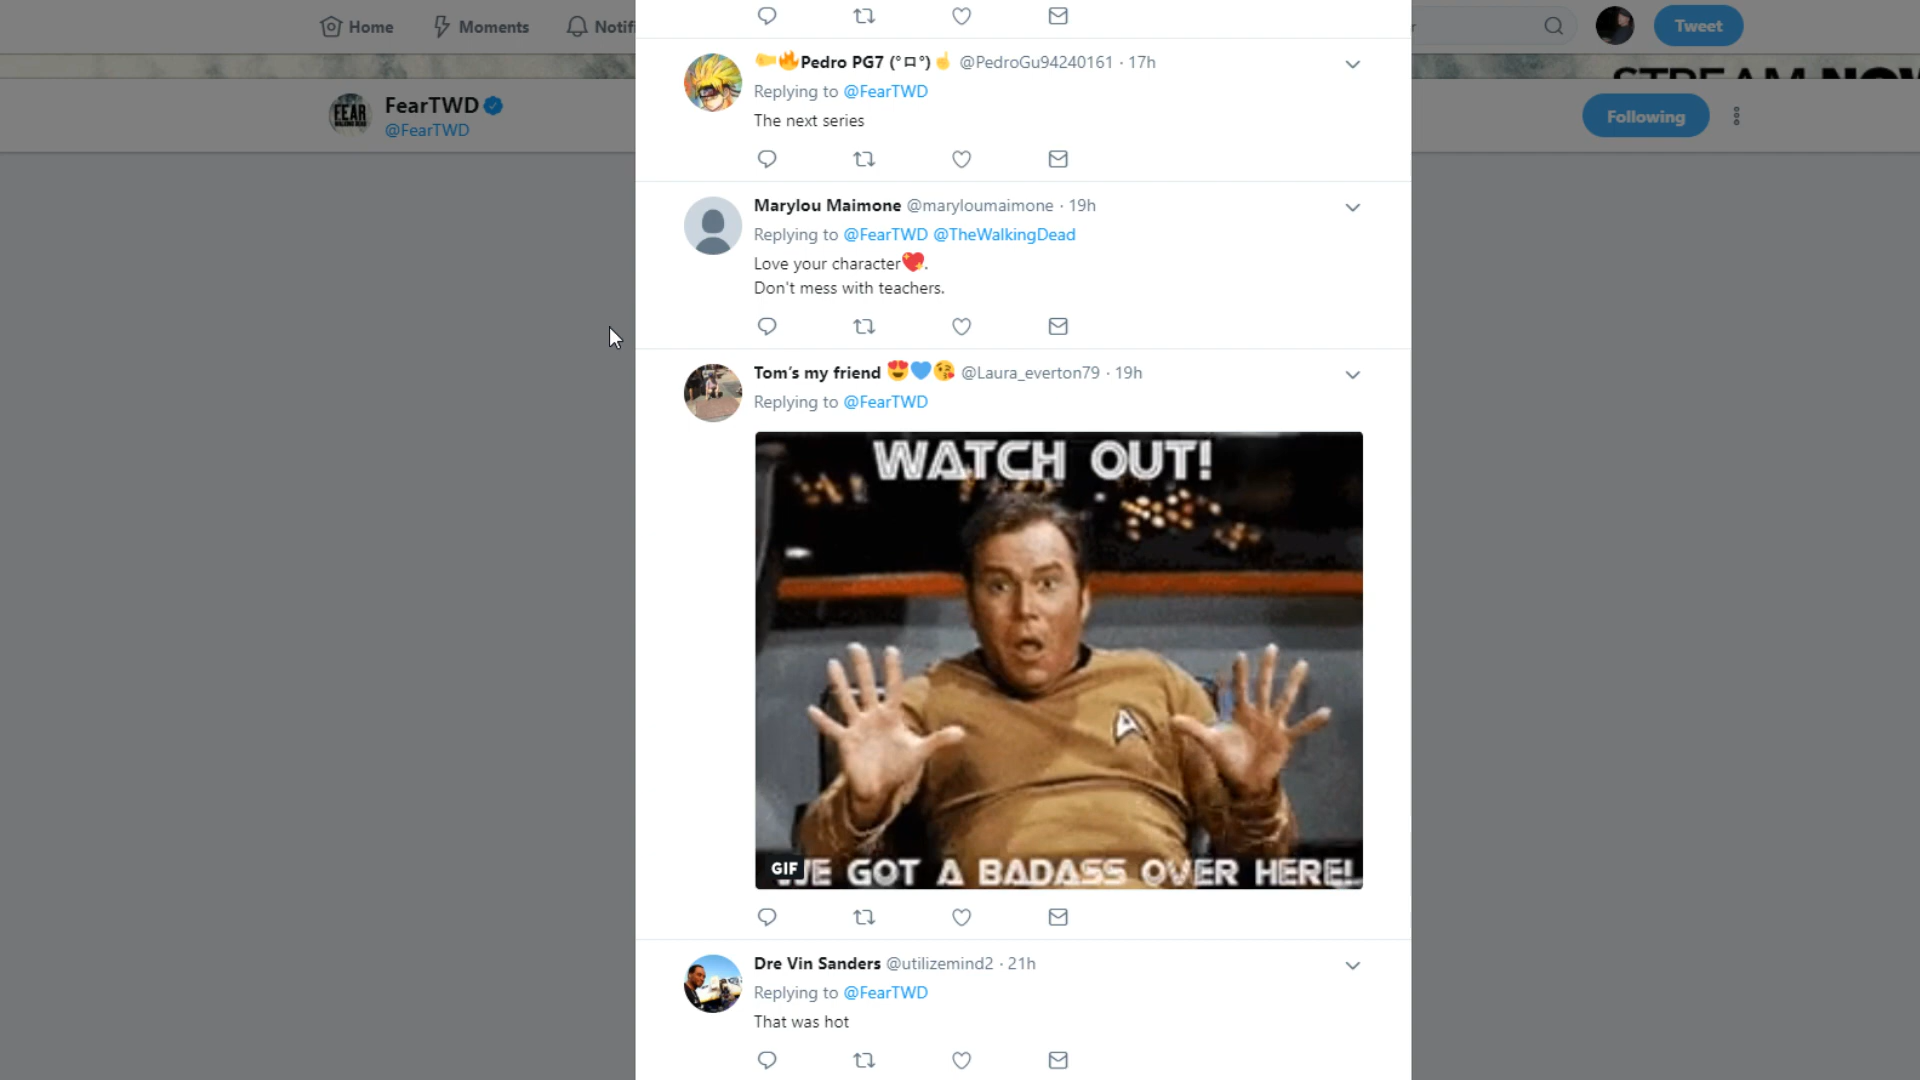 Home
Moments
Notifi
Tweet
STREAM NOW
FEAR
FearTWD
@FearTWD
Following
Pedro PG7 (°ロ°)☝ @PedroGu94240161 · 17h
Replying to @FearTWD
The next series
Marylou Maimone @maryloumaimone · 19h
Replying to @FearTWD @TheWalkingDead
Love your character💖.
Don't mess with teachers.
Tom's my friend 😍💙😘 @Laura_everton79 · 19h
Replying to @FearTWD
WATCH OUT!
GIF
WE GOT A BADASS OVER HERE!
Dre Vin Sanders @utilizemind2 · 21h
Replying to @FearTWD
That was hot